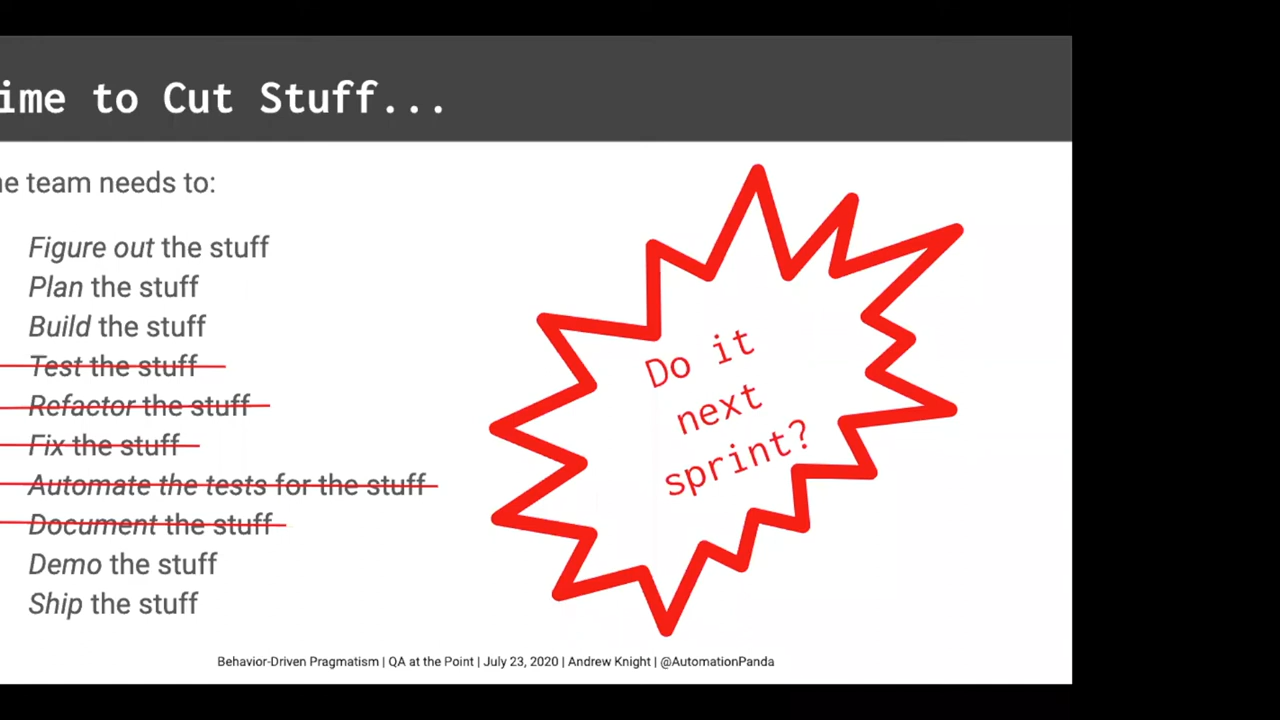 ime to Cut Stuff...
he team needs to:
Figure out the stuff
Plan the stuff
Build the stuff
Test the stuff
Refactor the stuff
Fix the stuff
Automate the tests for the stuff
Document the stuff
Demo the stuff
Ship the stuff
Do it
next
sprint?
Behavior-Driven Pragmatism | QA at the Point | July 23, 2020 | Andrew Knight | @AutomationPanda